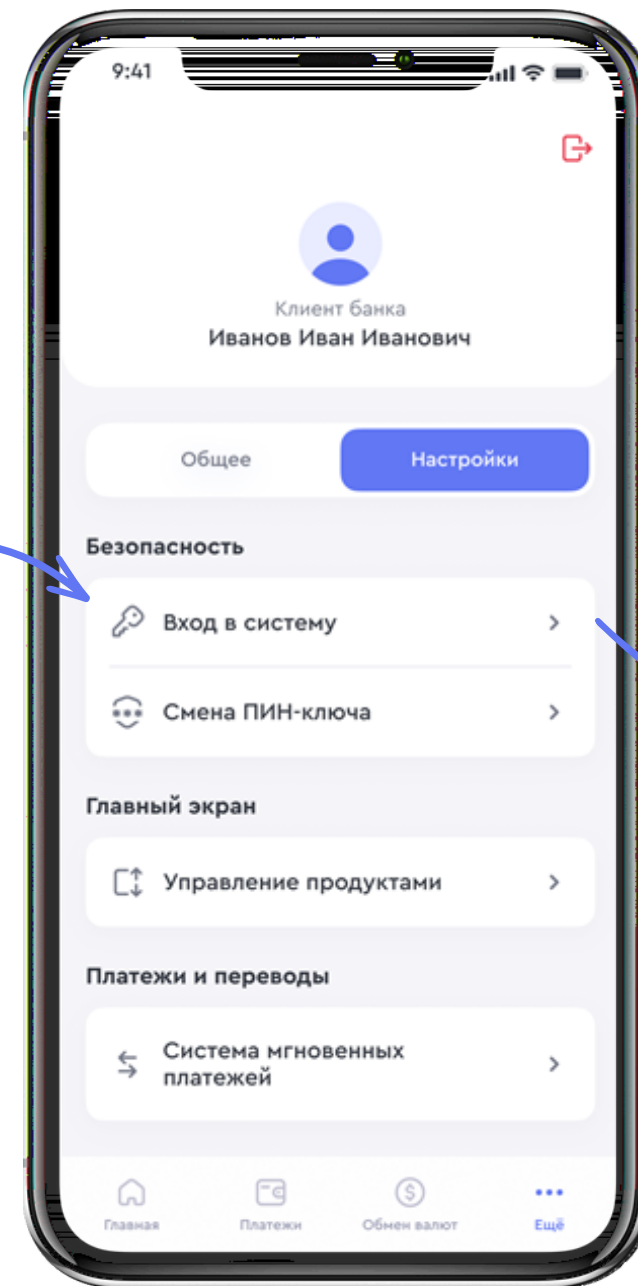 9:41
Клиент банка
Иванов Иван Иванович
Общее
Настройки
Безопасность
Вход в систему
Смена ПИН-ключа
Главный экран
Управление продуктами
Платежи и переводы
Система мгновенных
платежей
Главная
Платежи
Обмен валют
Ещё